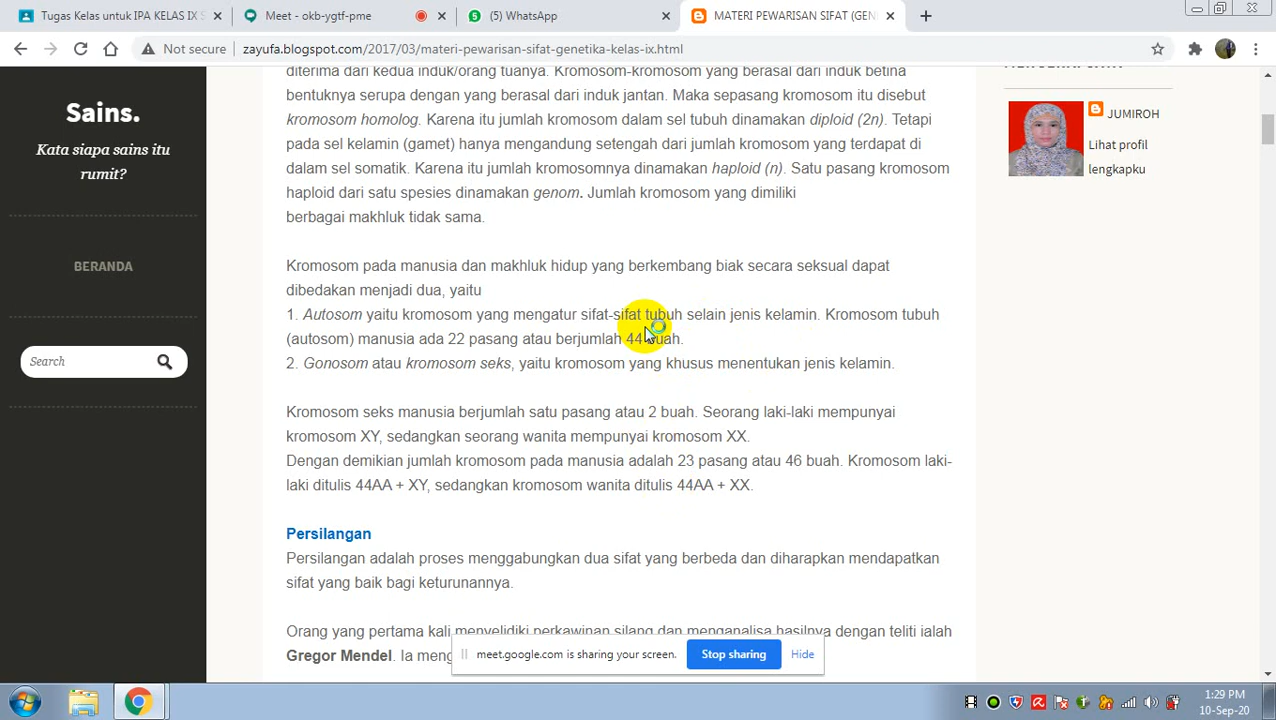 Tugas Kelas untuk IPA KELAS IX S
Meet - okb-ygtf-pme
(5) WhatsApp
MATERI PEWARISAN SIFAT (GEN
Not secure
zayufa.blogspot.com/2017/03/materi-pewarisan-sifat-genetika-kelas-ix.html
Sains.
Kata siapa sains itu
rumit?
BERANDA
Search
diterima dari kedua induk/orang tuanya. Kromosom-kromosom yang berasal dari induk betina
bentuknya serupa dengan yang berasal dari induk jantan. Maka sepasang kromosom itu disebut
kromosom homolog. Karena itu jumlah kromosom dalam sel tubuh dinamakan diploid (2n). Tetapi
pada sel kelamin (gamet) hanya mengandung setengah dari jumlah kromosom yang terdapat di
dalam sel somatik. Karena itu jumlah kromosomnya dinamakan haploid (n). Satu pasang kromosom
haploid dari satu spesies dinamakan genom. Jumlah kromosom yang dimiliki
berbagai makhluk tidak sama.
Kromosom pada manusia dan makhluk hidup yang berkembang biak secara seksual dapat
dibedakan menjadi dua, yaitu
1. Autosom yaitu kromosom yang mengatur sifat-sifat tubuh selain jenis kelamin. Kromosom tubuh
(autosom) manusia ada 22 pasang atau berjumlah 44 buah.
2. Gonosom atau kromosom seks, yaitu kromosom yang khusus menentukan jenis kelamin.
Kromosom seks manusia berjumlah satu pasang atau 2 buah. Seorang laki-laki mempunyai
kromosom XY, sedangkan seorang wanita mempunyai kromosom XX.
Dengan demikian jumlah kromosom pada manusia adalah 23 pasang atau 46 buah. Kromosom laki-
laki ditulis 44AA + XY, sedangkan kromosom wanita ditulis 44AA + XX.
Persilangan
Persilangan adalah proses menggabungkan dua sifat yang berbeda dan diharapkan mendapatkan
sifat yang baik bagi keturunannya.
Orang yang pertama kali menyelidiki perkawinan silang dan menganalisa hasilnya dengan teliti ialah
Gregor Mendel. Ia
JUMIROH
Lihat profil
lengkapku
meet.google.com is sharing your screen.
Stop sharing
Hide
1:29 PM
10-Sep-20